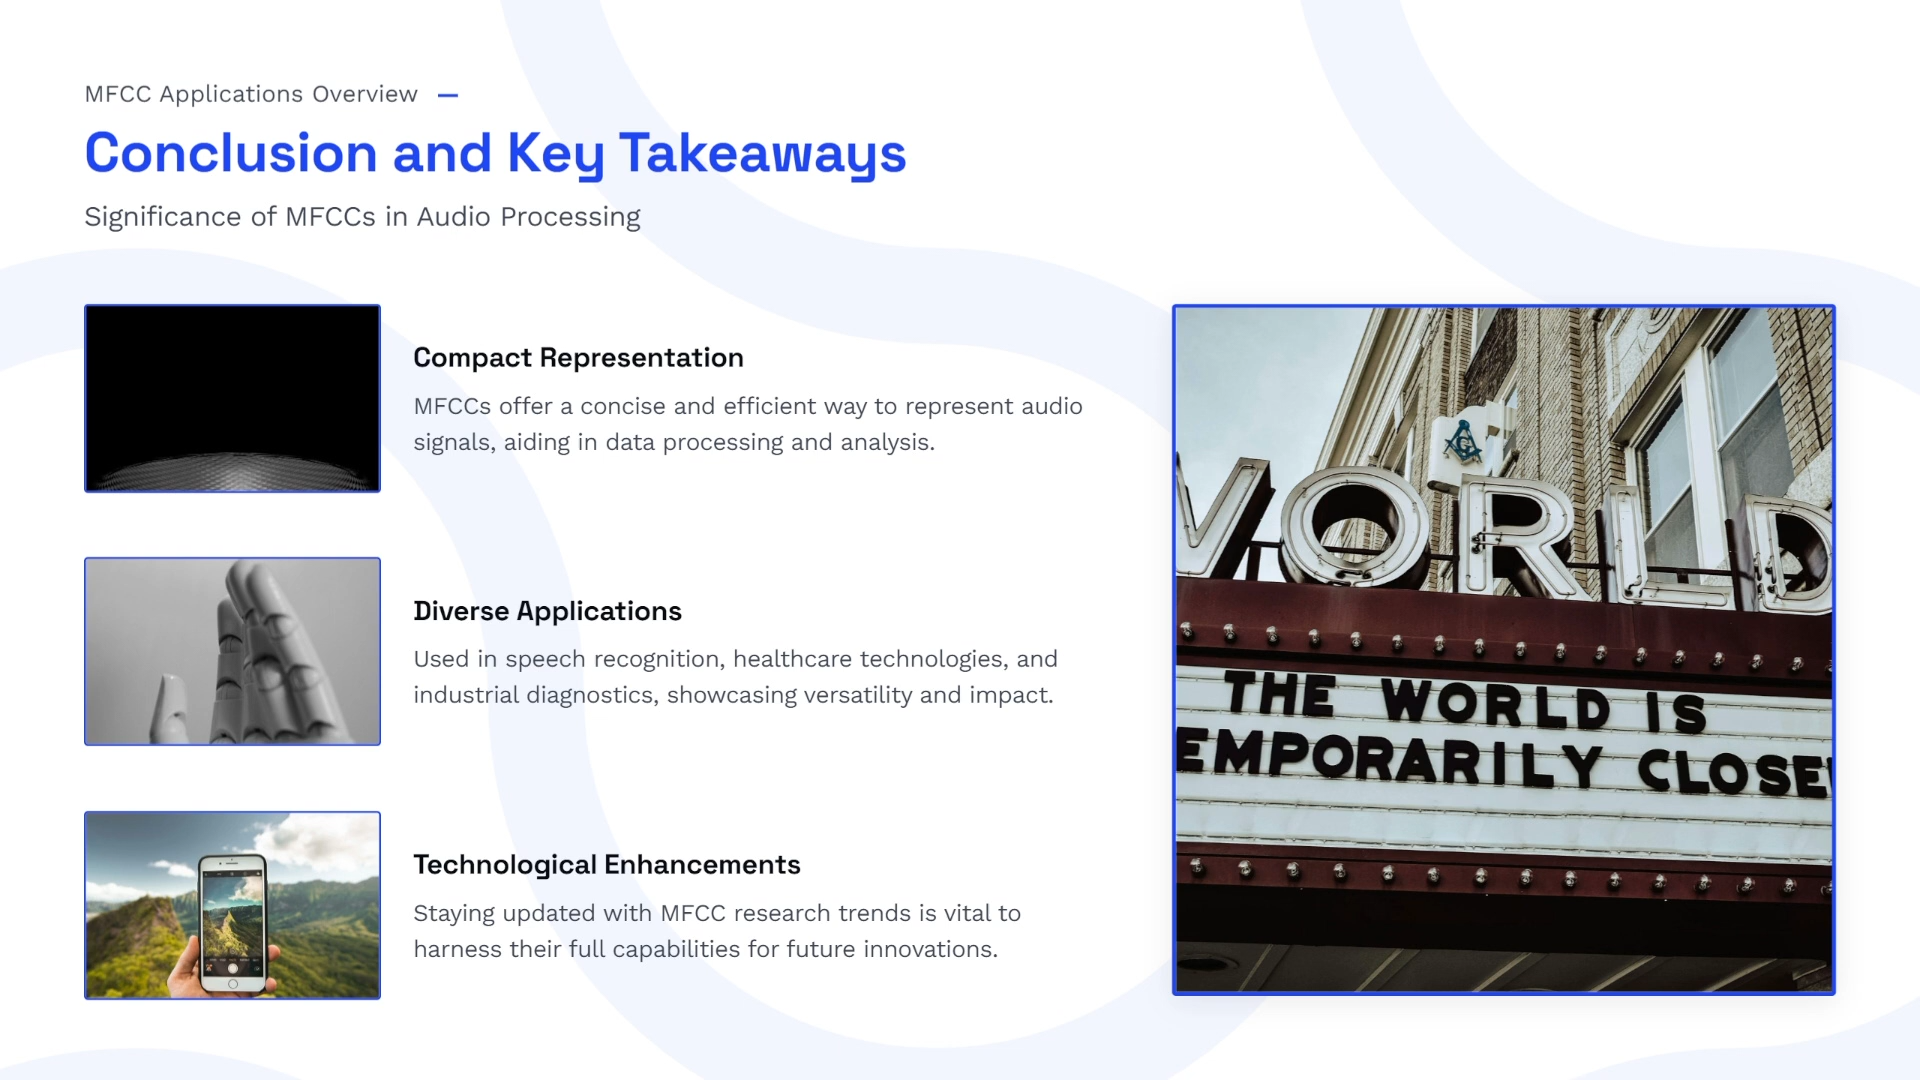 MFCC Applications Overview
Conclusion and Key Takeaways
Significance of MFCCs in Audio Processing
Compact Representation
MFCCs offer a concise and efficient way to represent audio
signals, aiding in data processing and analysis.
Diverse Applications
Used in speech recognition, healthcare technologies, and
industrial diagnostics, showcasing versatility and impact.
Technological Enhancements
Staying updated with MFCC research trends is vital to
harness their full capabilities for future innovations.
G
WORLD
THE WORLD IS
EMPORARILY CLOSE